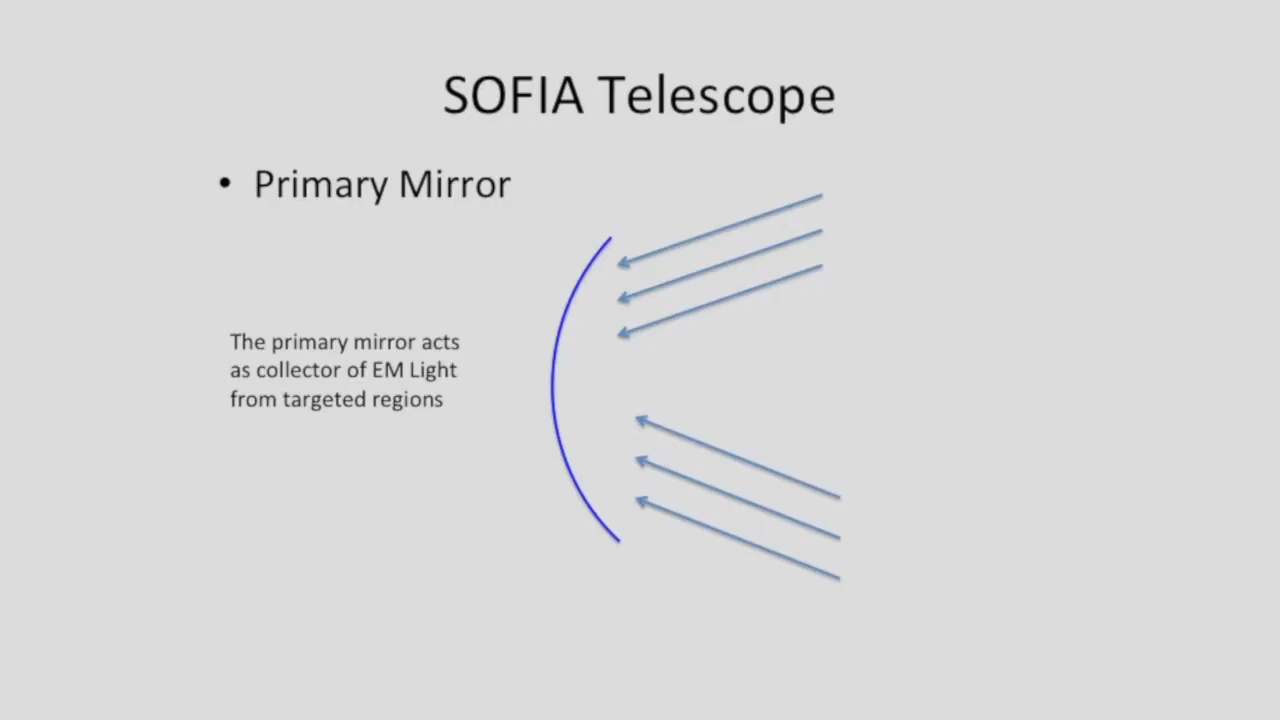 SOFIA Telescope
• Primary Mirror
The primary mirror acts
as collector of EM Light
from targeted regions